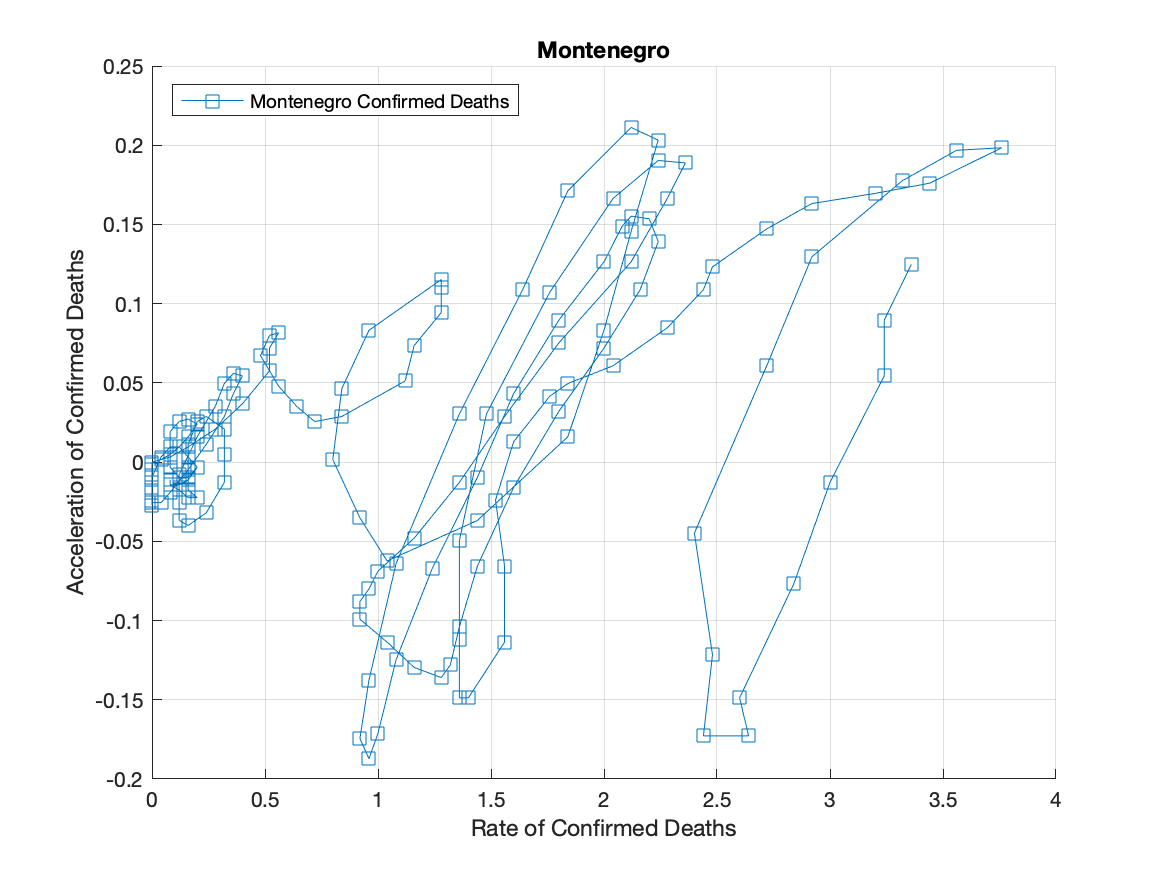 Montenegro
Montenegro Confirmed Deaths
0.25
0.2
0.15
0.1
0.05
0
-0.05
-0.1
-0.15
-0.2
Acceleration of Confirmed Deaths
0 0.5 1 1.5 2 2.5 3 3.5 4
Rate of Confirmed Deaths